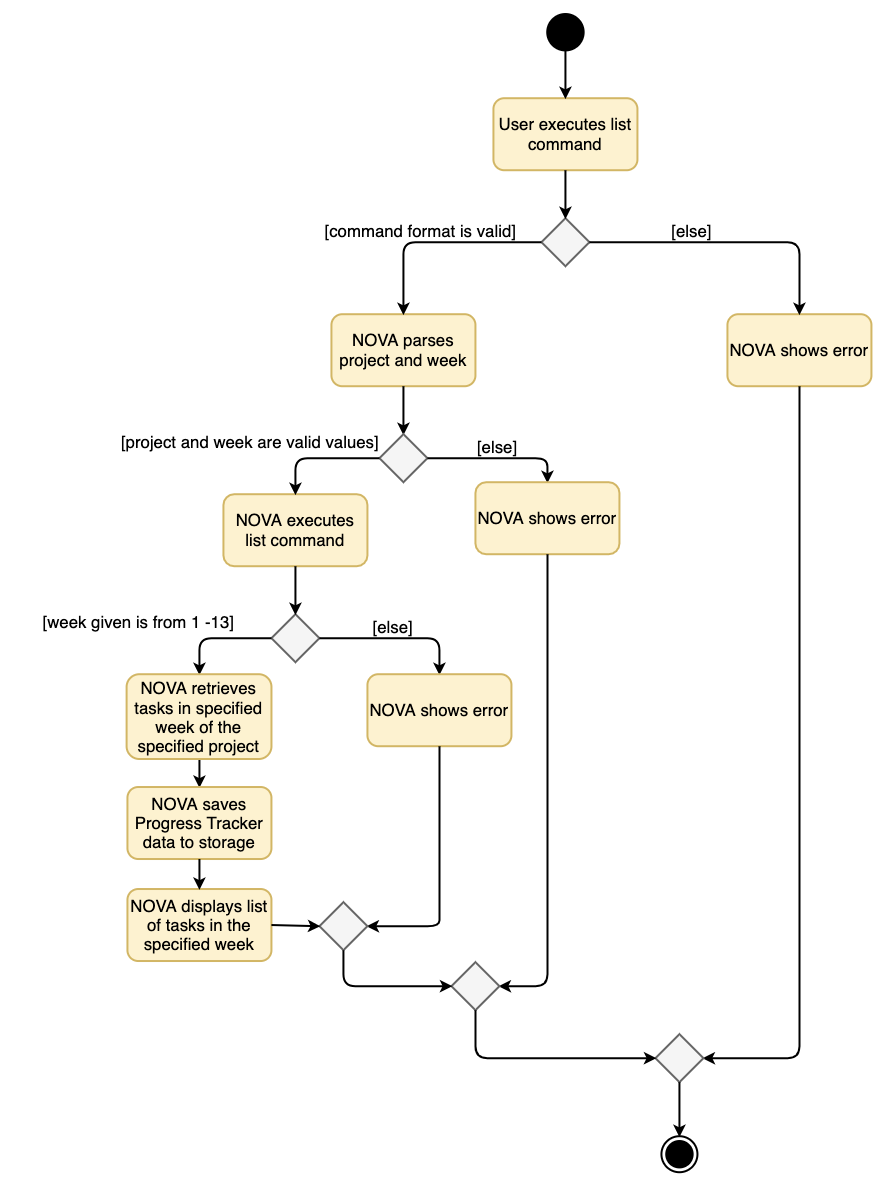 User executes list
command
[command format is valid]
[else]
NOVA parses
project and week
NOVA shows error
[project and week are valid values]
[else]
NOVA executes
list command
NOVA shows error
[week given is from 1 -13]
[else]
NOVA retrieves
tasks in specified
week of the
specified project
NOVA shows error
NOVA saves
Progress Tracker
data to storage
NOVA displays list
of tasks in the
specified week